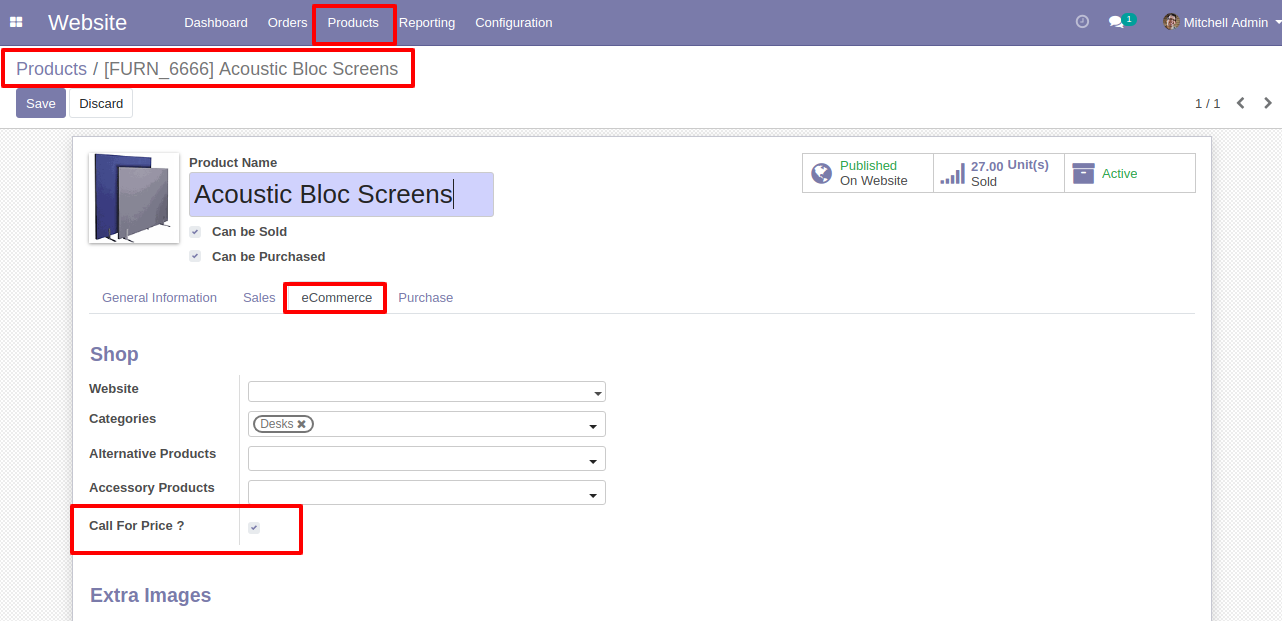 Website Dashboard Orders Products Reporting Configuration 1 Mitchell Admin
Products / [FURN_6666] Acoustic Bloc Screens
Save Discard 1 / 1
Product Name
Acoustic Bloc Screens
Can be Sold
Can be Purchased
Published
On Website
27.00 Unit(s)
Sold
Active
General Information Sales eCommerce Purchase
Shop
Website
Categories Desks
Alternative Products
Accessory Products
Call For Price ?
Extra Images